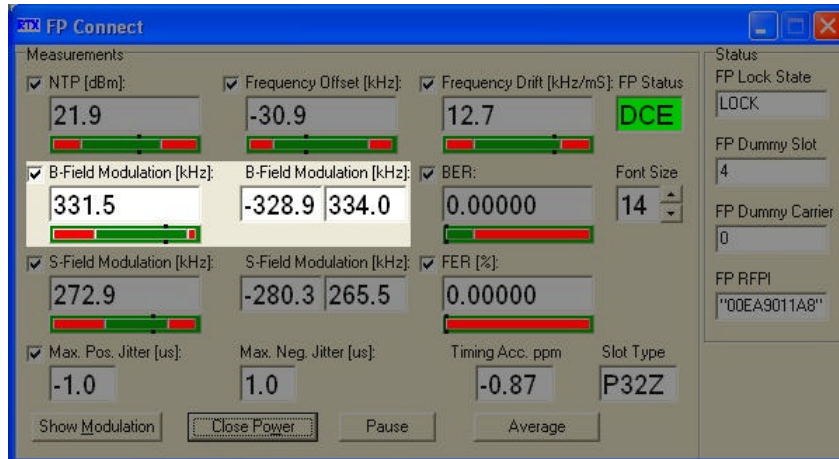 RTX FP Connect
Measurements
NTP [dBm]: Frequency Offset [kHz]: Frequency Drift [kHz/mS]: FP Status
21.9 -30.9 12.7 DCE
B-Field Modulation [kHz]: B-Field Modulation [kHz]: BER: Font Size
331.5 -328.9 334.0 0.00000 14
S-Field Modulation [kHz]: S-Field Modulation [kHz]: FER [%]:
272.9 -280.3 265.5 0.00000
Max. Pos. Jitter [us]: Max. Neg. Jitter [us]: Timing Acc. ppm Slot Type
-1.0 1.0 -0.87 P32Z
Show Modulation Close Power Pause Average
Status
FP Lock State
LOCK
FP Dummy Slot
4
FP Dummy Carrier
0
FP RFPI
"00EA9011A8"